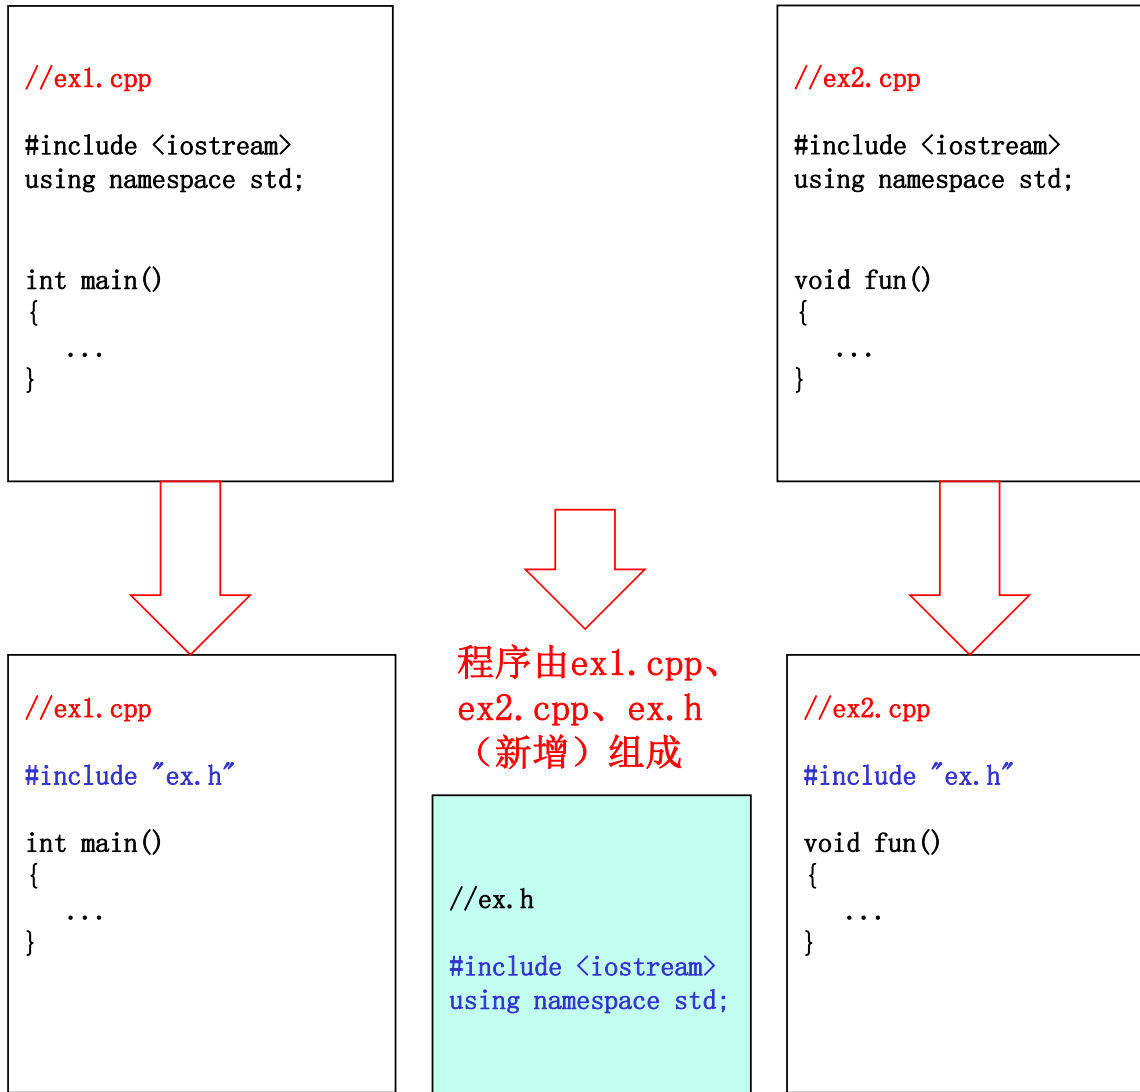 //ex1.cpp
#include <iostream>
using namespace std;
int main()
{
...
}
//ex2.cpp
#include <iostream>
using namespace std;
void fun()
{
...
}
程序由ex1.cpp、
ex2.cpp、ex.h
（新增）组成
//ex1.cpp
#include "ex.h"
int main()
{
...
}
//ex.h
#include <iostream>
using namespace std;
//ex2.cpp
#include "ex.h"
void fun()
{
...
}